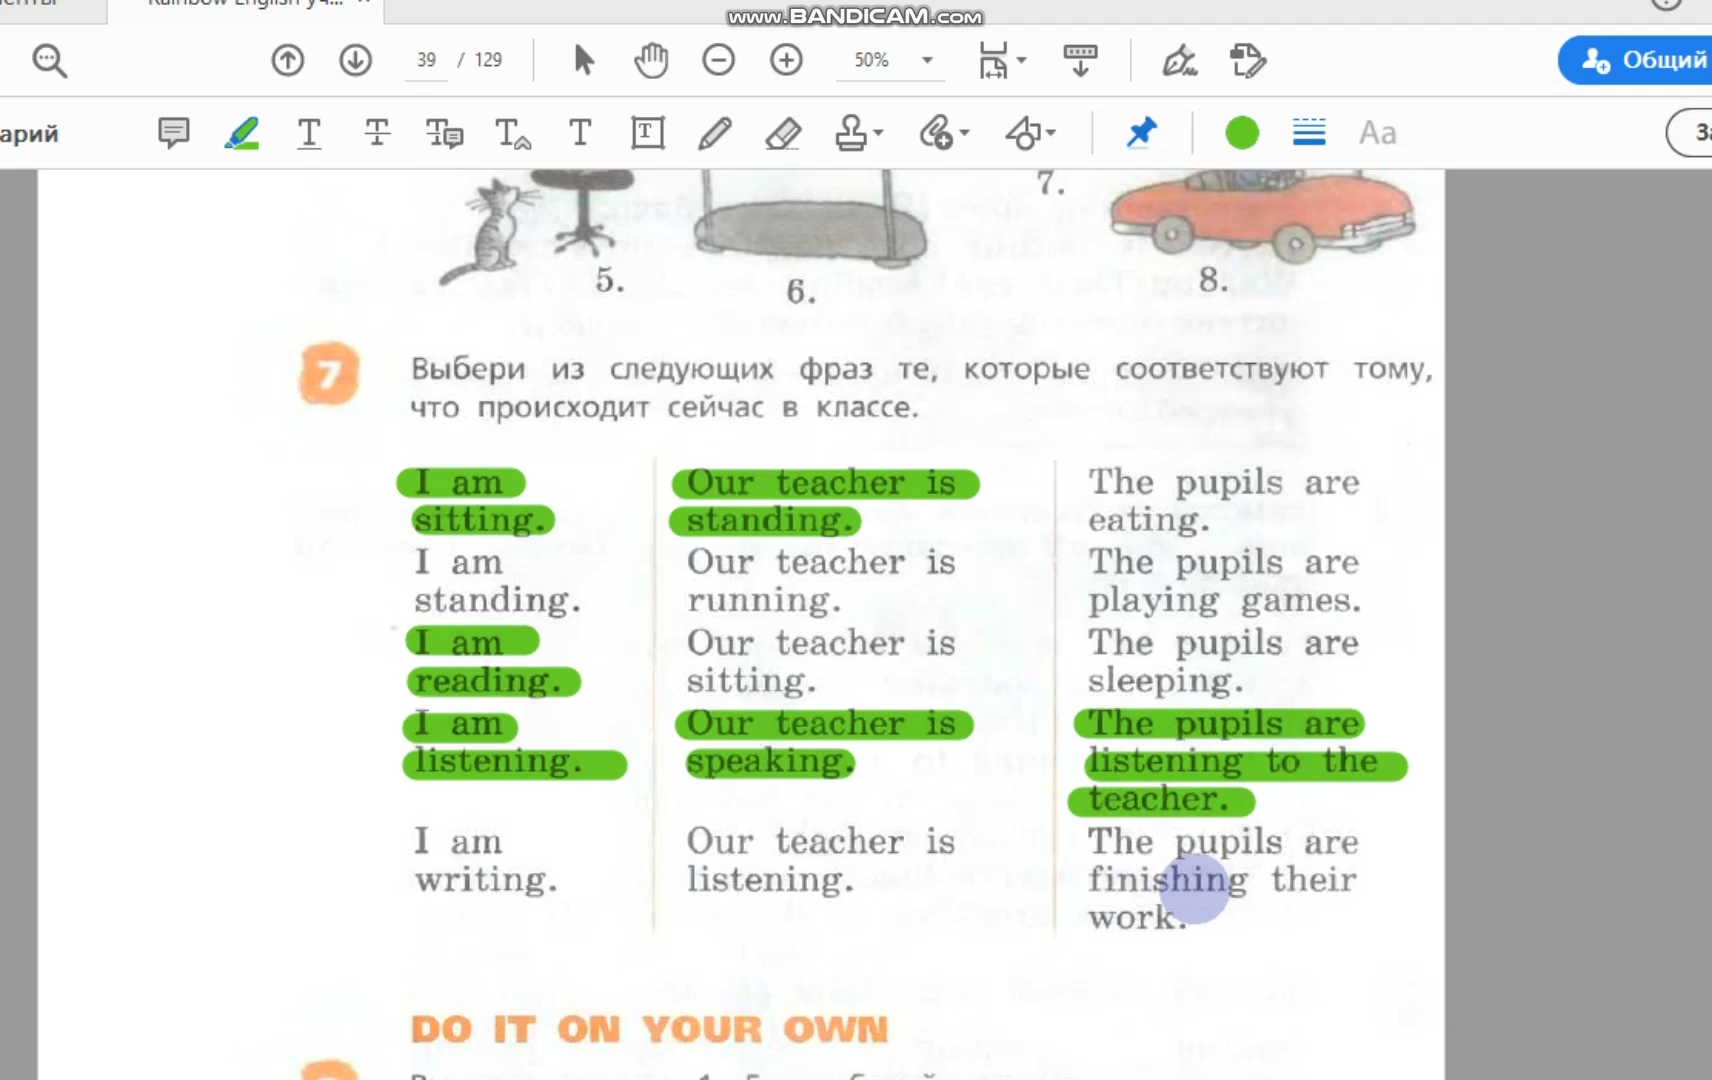 Rainbow English уч...
www.BANDICAM.com
39 / 129
50%
Общий
арий
Aa
7.
5.
6.
8.
7
Выбери из следующих фраз те, которые соответствуют тому,
что происходит сейчас в классе.
I am
sitting.
I am
standing.
I am
reading.
I am
listening.
I am
writing.
Our teacher is
standing.
Our teacher is
running.
Our teacher is
sitting.
Our teacher is
speaking.
Our teacher is
listening.
The pupils are
eating.
The pupils are
playing games.
The pupils are
sleeping.
The pupils are
listening to the
teacher.
The pupils are
finishing their
work.
DO IT ON YOUR OWN